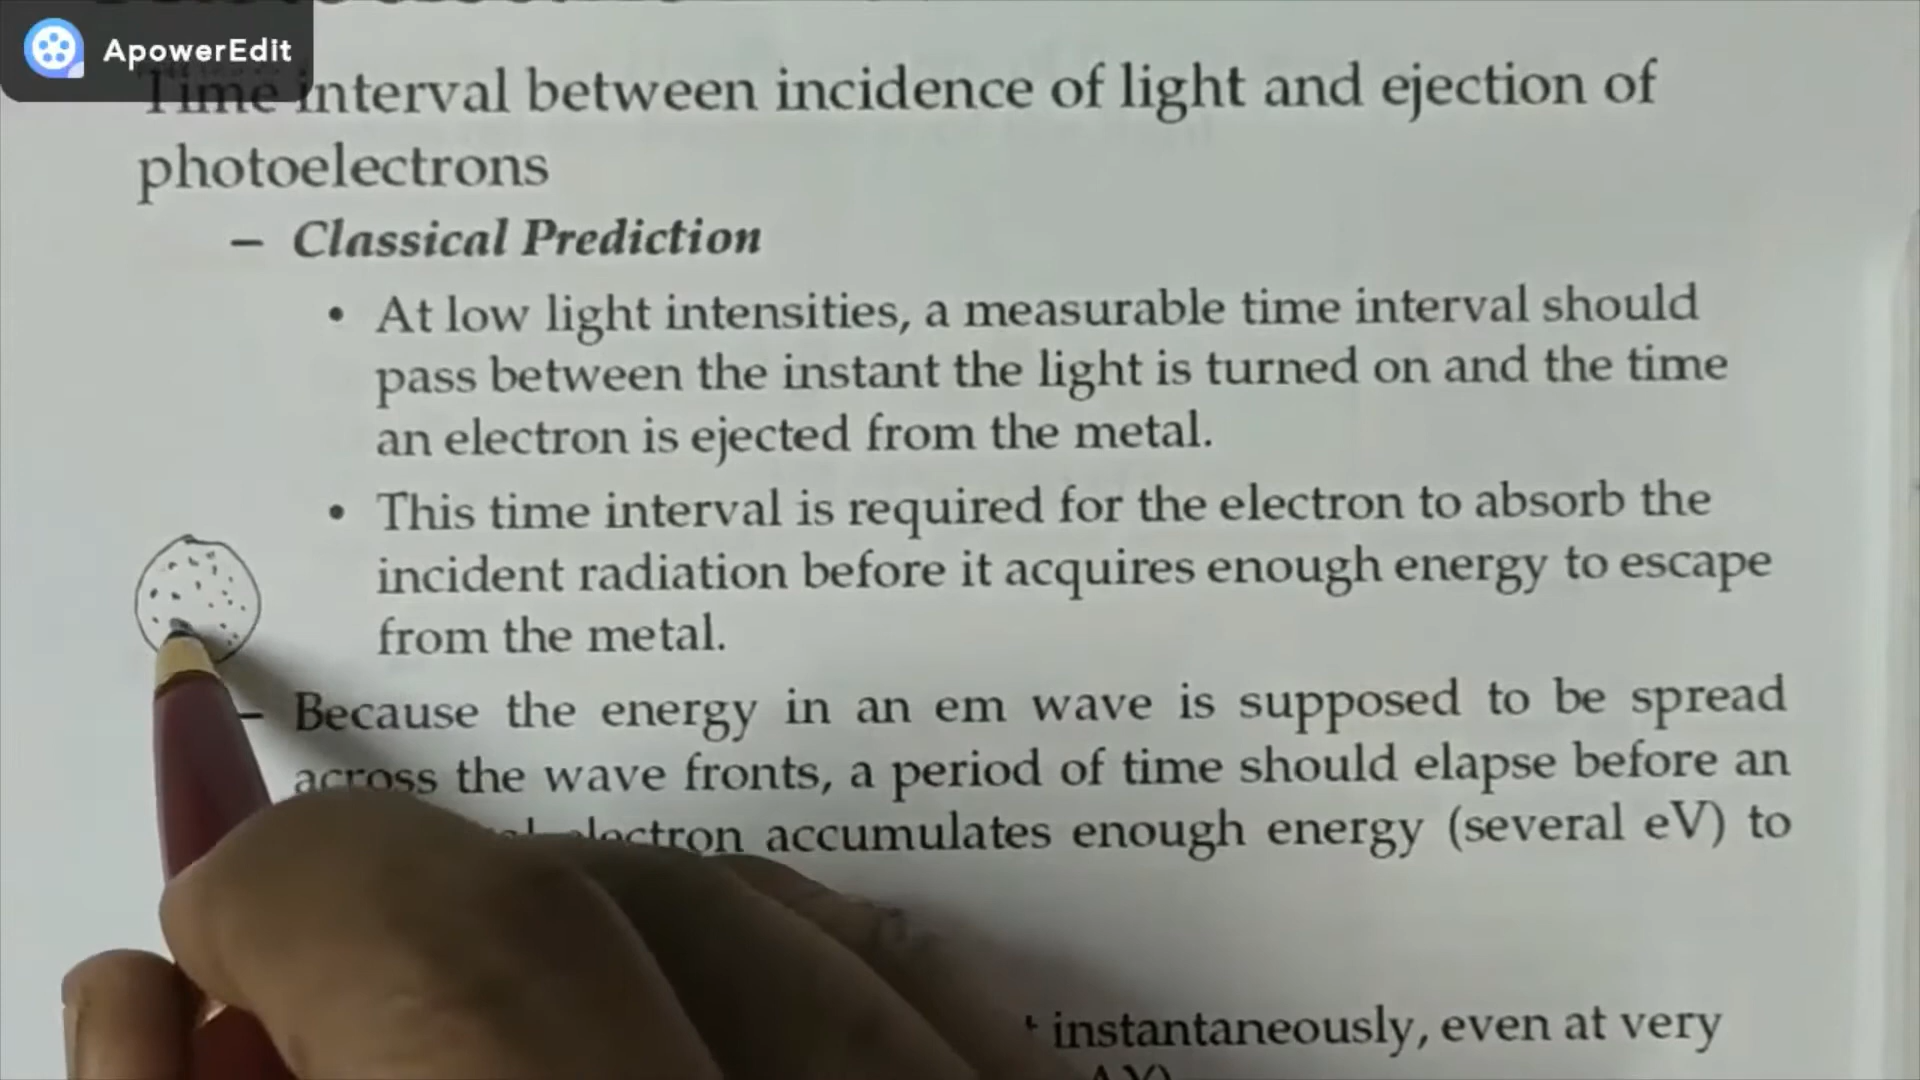 ApowerEdit
Time interval between incidence of light and ejection of
photoelectrons
– Classical Prediction
• At low light intensities, a measurable time interval should
pass between the instant the light is turned on and the time
an electron is ejected from the metal.
• This time interval is required for the electron to absorb the
incident radiation before it acquires enough energy to escape
from the metal.
– Because the energy in an em wave is supposed to be spread
across the wave fronts, a period of time should elapse before an
electron accumulates enough energy (several eV) to
instantaneously, even at very